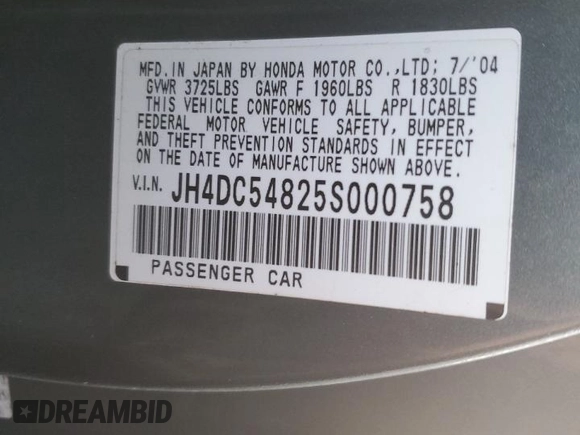 MFD. IN JAPAN BY HONDA MOTOR CO.,LTD; 7/'04
GVWR 3725LBS GAWR F 1960LBS R 1830LBS
THIS VEHICLE CONFORMS TO ALL APPLICABLE
FEDERAL MOTOR VEHICLE SAFETY, BUMPER,
AND THEFT PREVENTION STANDARDS IN EFFECT
ON THE DATE OF MANUFACTURE SHOWN ABOVE.
V.I.N. JH4DC54825S000758
PASSENGER CAR
DREAMBID